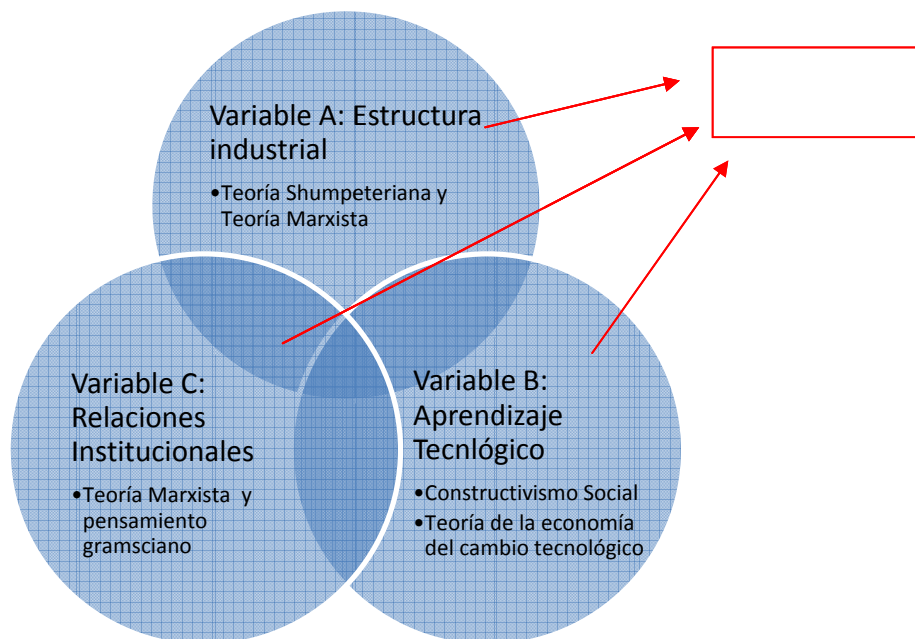 Variable A: Estructura
industrial
•Teoría Shumpeteriana y
Teoría Marxista
Variable C:
Relaciones
Institucionales
•Teoría Marxista y
pensamiento
gramsciano
Variable B:
Aprendizaje
Tecnlógico
•Constructivismo Social
•Teoría de la economía
del cambio tecnológico